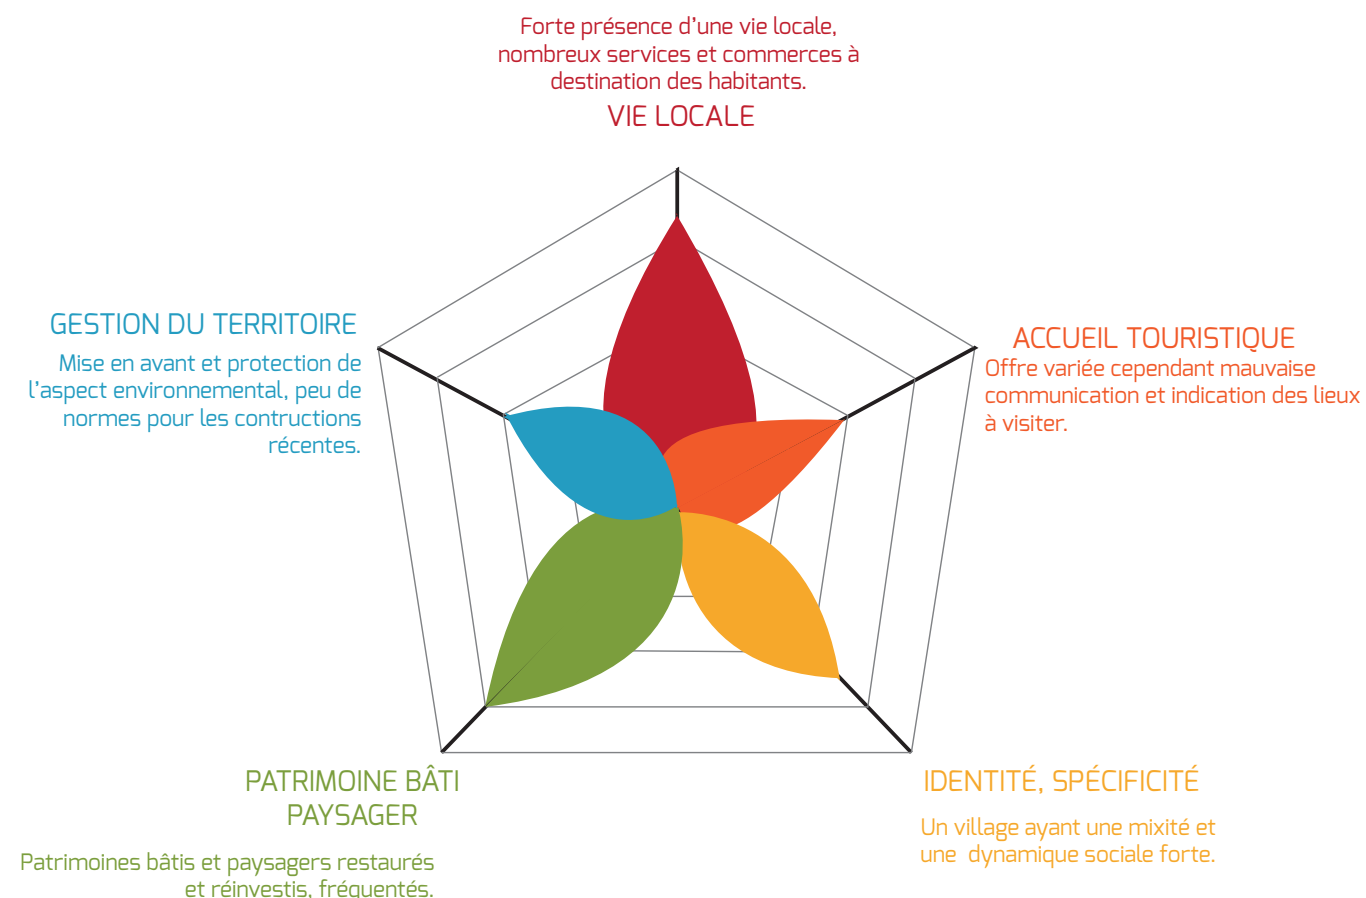 Forte présence d'une vie locale,
nombreux services et commerces à
destination des habitants.
VIE LOCALE
GESTION DU TERRITOIRE
Mise en avant et protection de
l'aspect environnemental, peu de
normes pour les contructions
récentes.
ACCUEIL TOURISTIQUE
Offre variée cependant mauvaise
communication et indication des lieux
à visiter.
PATRIMOINE BÂTI
PAYSAGER
Patrimoines bâtis et paysagers restaurés
et réinvestis, fréquentés.
IDENTITÉ, SPÉCIFICITÉ
Un village ayant une mixité et
une dynamique sociale forte.